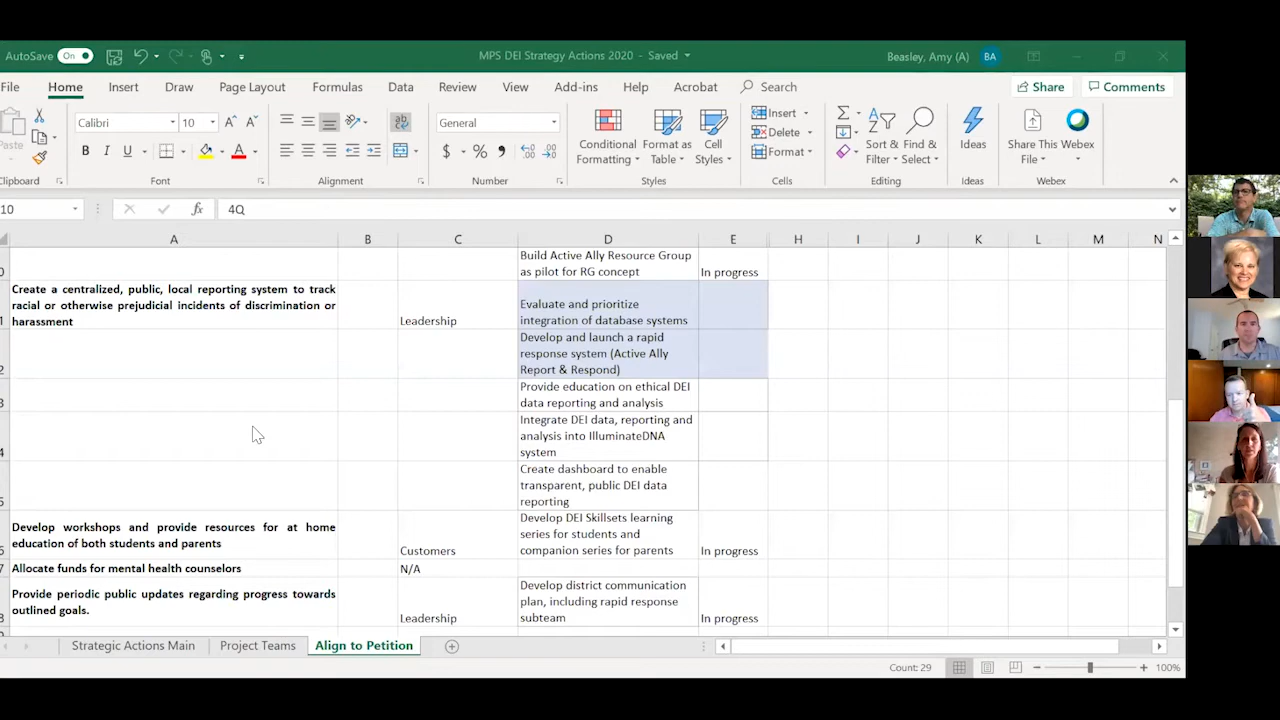 AutoSave On
MPS DEI Strategy Actions 2020 - Saved
Beasley, Amy (A) BA
File Home Insert Draw Page Layout Formulas Data Review View Add-ins Help Acrobat Search Share Comments
Paste
Calibri 10
General
Conditional
Formatting
Format as
Table
Cell
Styles
Insert
Delete
Format
Sort &
Filter
Find &
Select
Ideas
Share This
File
Webex
Clipboard Font Alignment Number Styles Cells Editing Ideas Webex
10 fx 4Q
A B C D E H I J K L M N
0
Build Active Ally Resource Group
as pilot for RG concept
In progress
1
Create a centralized, public, local reporting system to track
racial or otherwise prejudicial incidents of discrimination or
harassment
Leadership
Evaluate and prioritize
integration of database systems
2
Develop and launch a rapid
response system (Active Ally
Report & Respond)
3
Provide education on ethical DEI
data reporting and analysis
4
Integrate DEI data, reporting and
analysis into IlluminateDNA
system
5
Create dashboard to enable
transparent, public DEI data
reporting
Develop workshops and provide resources for at home
education of both students and parents
Customers
Develop DEI Skillsets learning
series for students and
companion series for parents
In progress
7
Allocate funds for mental health counselors
N/A
8
Provide periodic public updates regarding progress towards
outlined goals.
Leadership
Develop district communication
plan, including rapid response
subteam
In progress
Strategic Actions Main Project Teams Align to Petition
Count: 29 100%